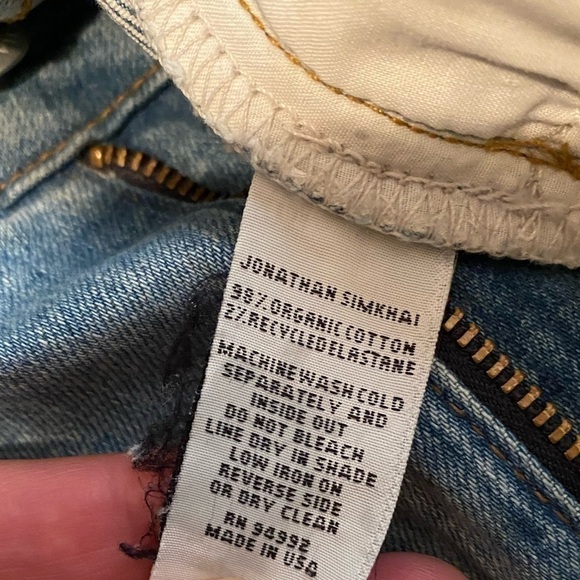 JONATHAN SIMKHAI
98% ORGANIC COTTON
2% RECYCLED ELASTANE
MACHINE WASH COLD
SEPARATELY AND
INSIDE OUT
DO NOT BLEACH
LINE DRY IN SHADE
LOW IRON ON
REVERSE SIDE
OR DRY CLEAN
RN 94992
MADE IN USA